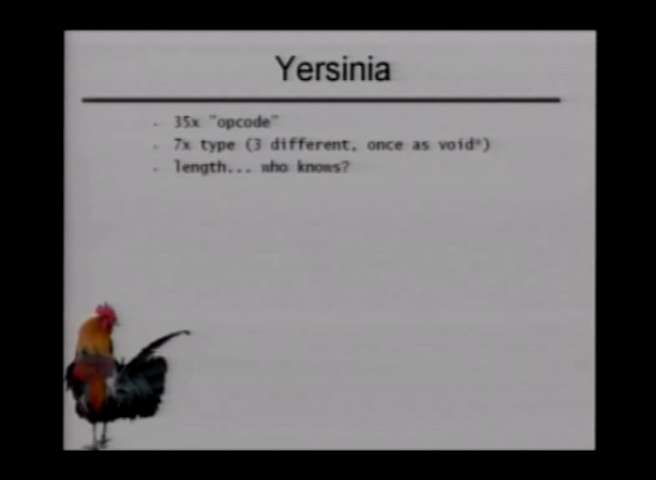 Yersinia
- 35x "opcode"
- 7x type (3 different, once as void*)
- length... who knows?